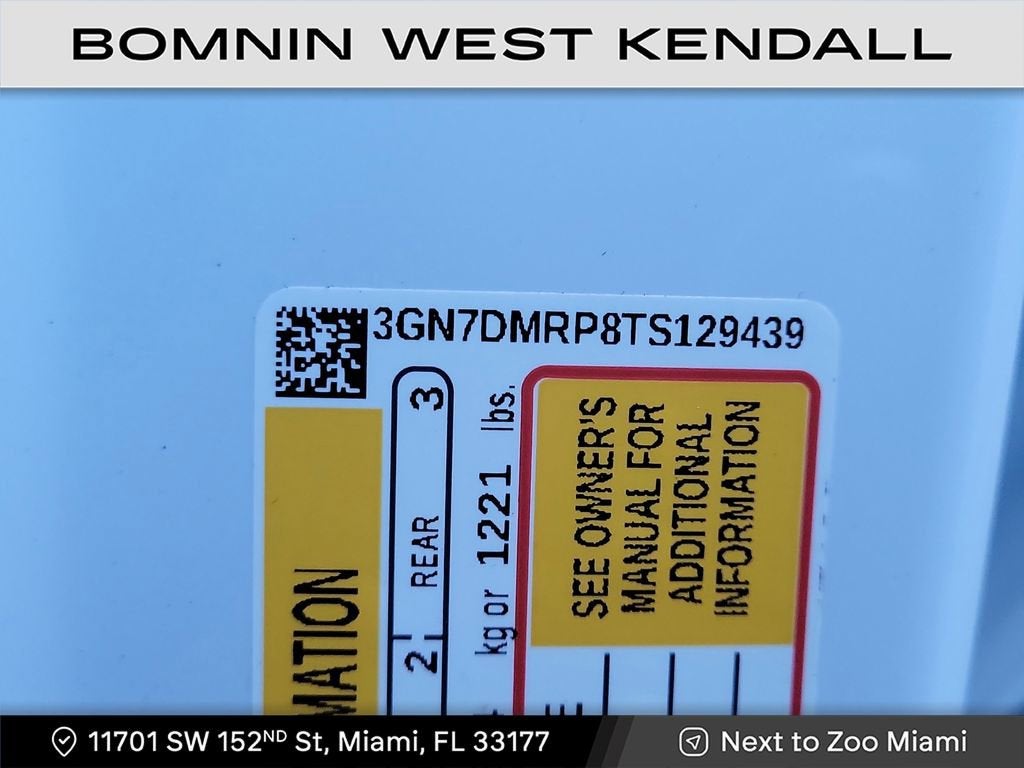 BOMNIN WEST KENDALL
3GN7DMRP8TS129439
MATION
2 REAR 3
kg or 1221 lbs.
SEE OWNER'S
MANUAL FOR
ADDITIONAL
INFORMATION
11701 SW 152ND St, Miami, FL 33177
Next to Zoo Miami